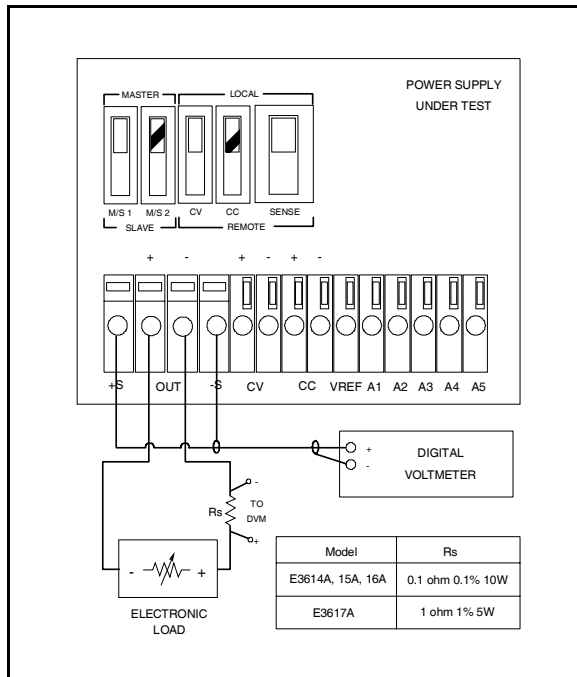 POWER SUPPLY
UNDER TEST
MASTER LOCAL
M/S 1 M/S 2 CV CC SENSE
SLAVE REMOTE
+ - + - + -
+S OUT -S CV CC VREF A1 A2 A3 A4 A5
+
-
DIGITAL
VOLTMETER
-
Rs
TO
DVM
+
- +
ELECTRONIC
LOAD
Model Rs
E3614A, 15A, 16A 0.1 ohm 0.1% 10W
E3617A 1 ohm 1% 5W